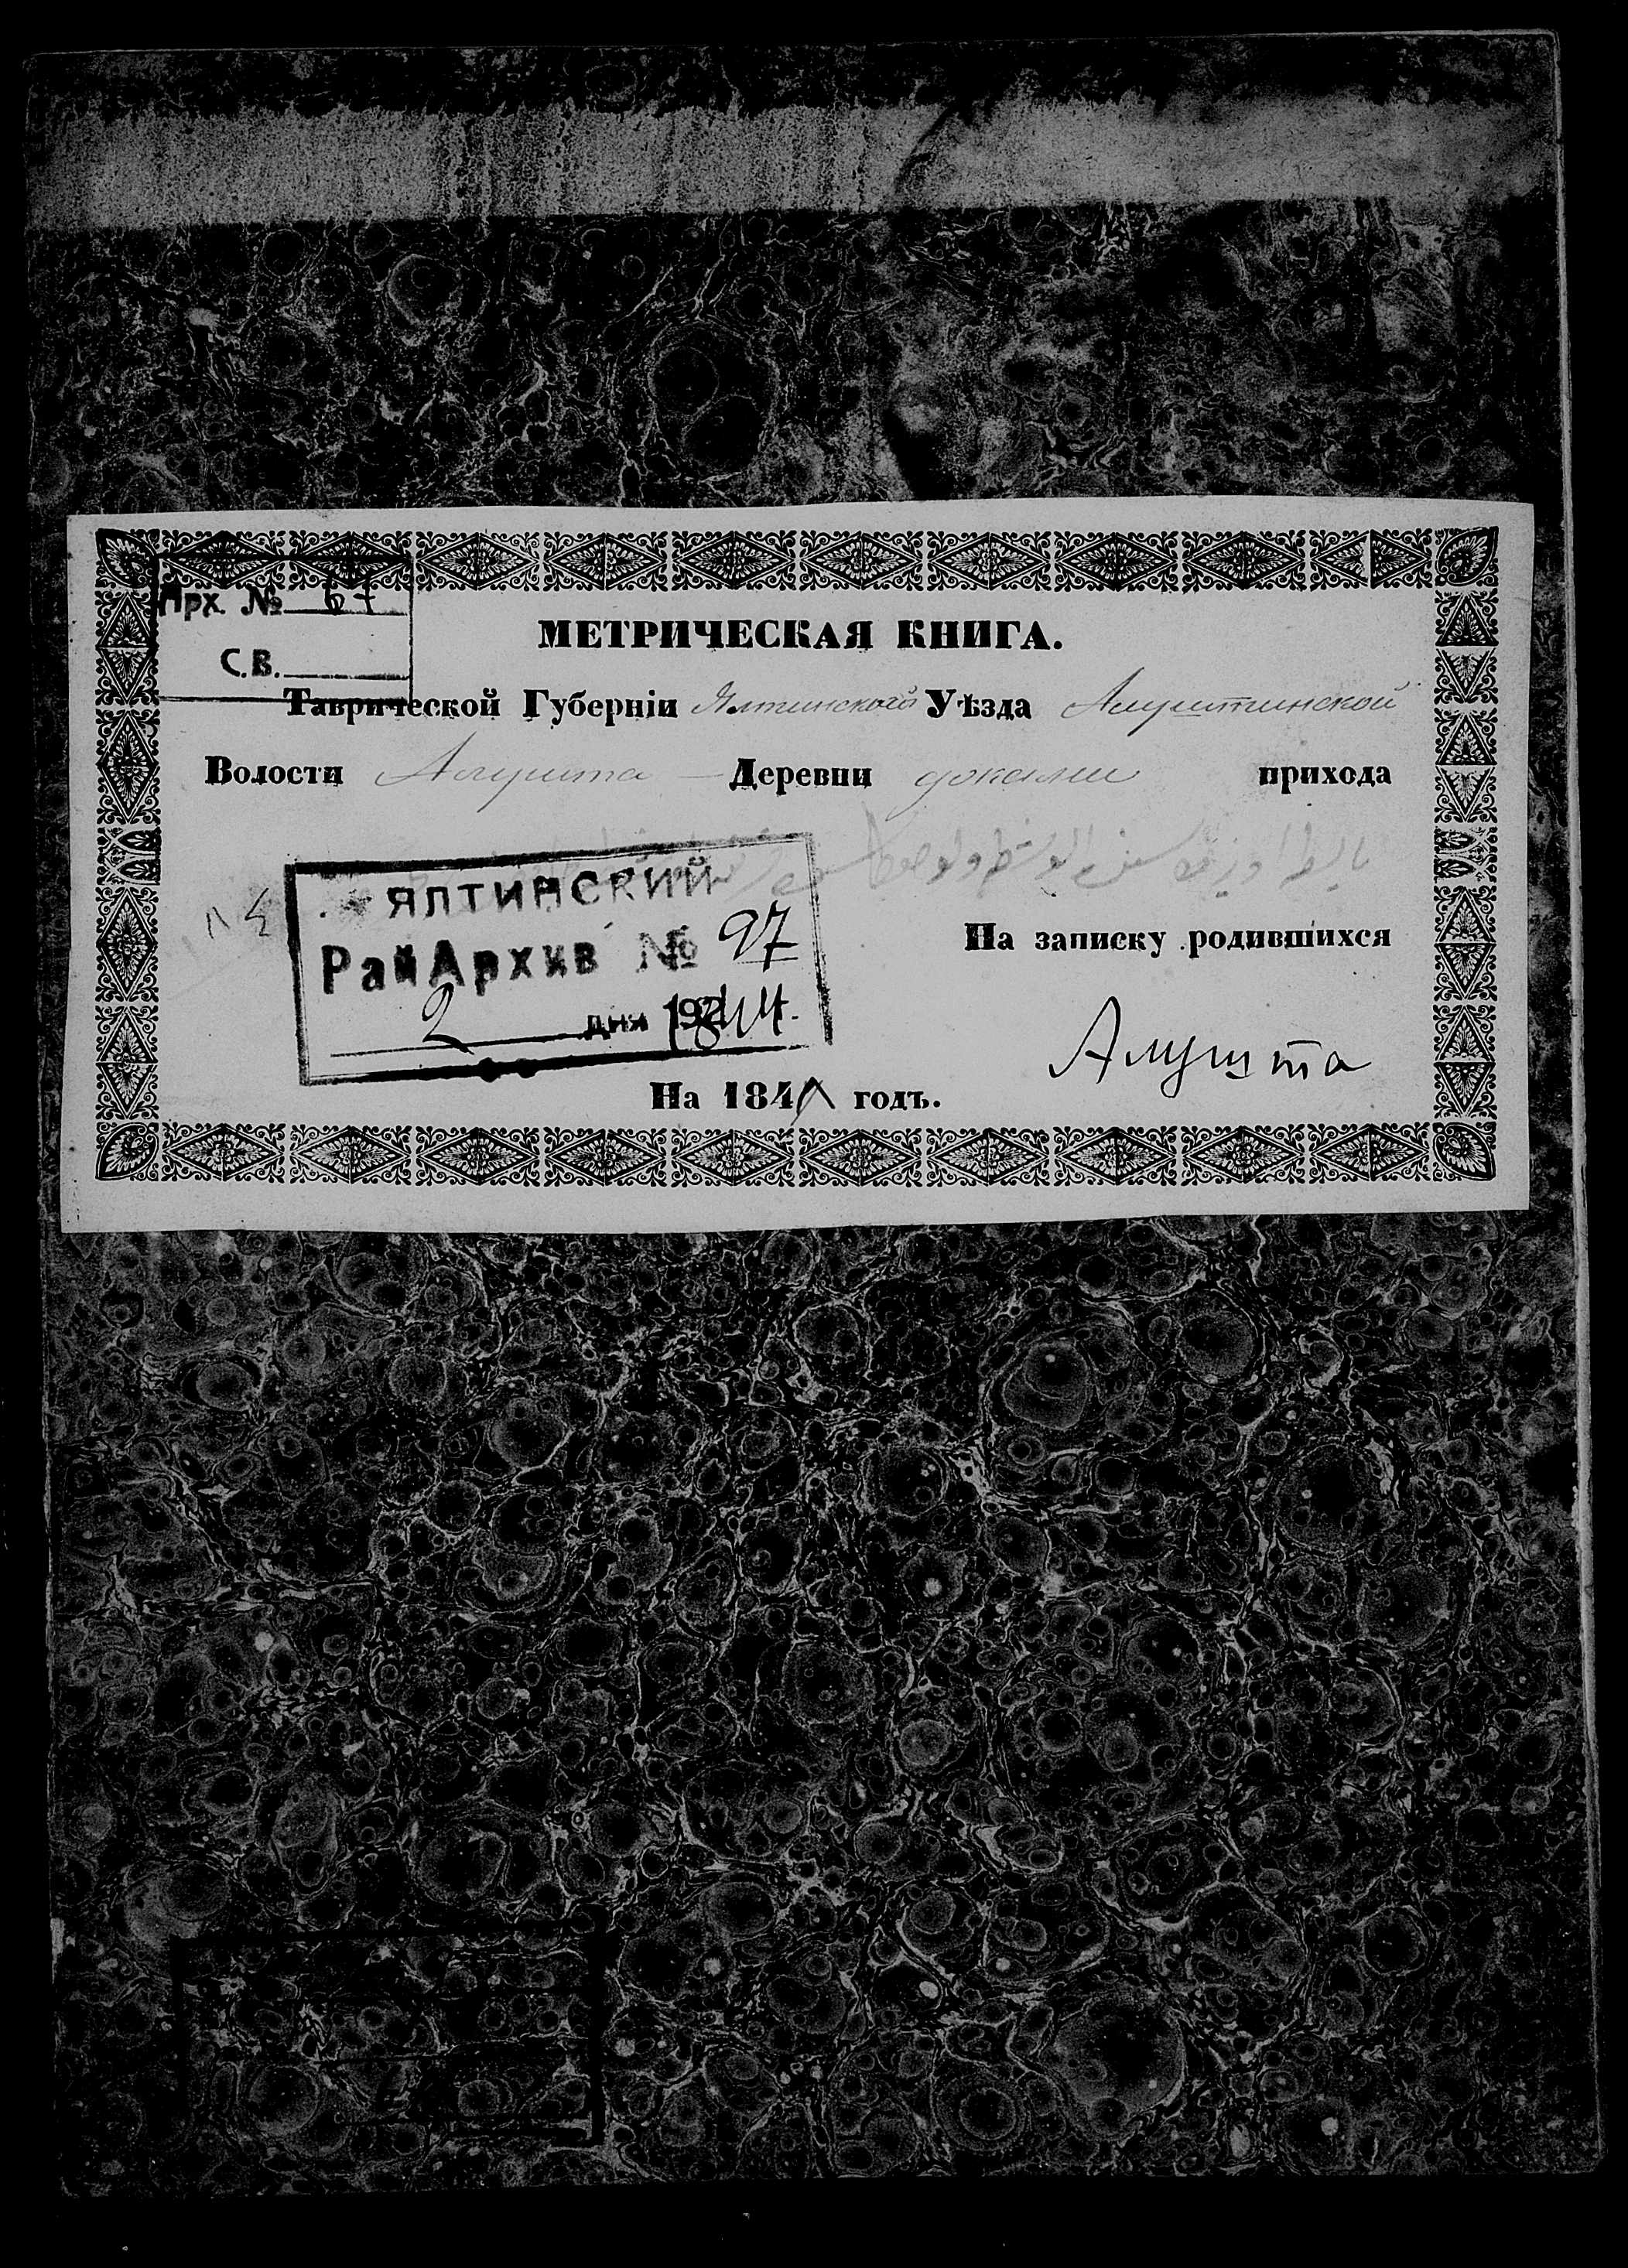 Арх. № 67
С.В.
МЕТРИЧЕСКАЯ КНИГА.
Таврической Губерніи Ялтинскаго Уѣзда Алуштинской
Волости Алушта — Деревни прихода
ЯЛТИНСКИЙ
РайАрхив № 97
На записку родившихся
2 дня
Алушта
На 184 годъ.